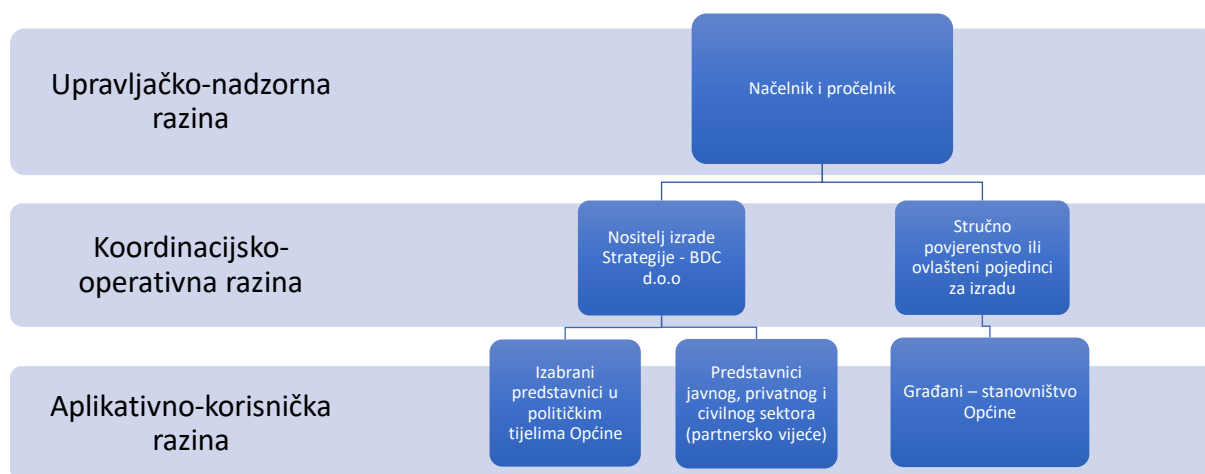 Upravljačko-nadzorna
razina
Načelnik i pročelnik
Koordinacijsko-
operativna razina
Nositelj izrade
Strategije - BDC
d.o.o
Stručno
povjerenstvo ili
ovlašteni pojedinci
za izradu
Aplikativno-korisnička
razina
Izabrani
predstavnici u
političkim
tijelima Općine
Predstavnici
javnog, privatnog i
civilnog sektora
(partnersko vijeće)
Građani – stanovništvo
Općine